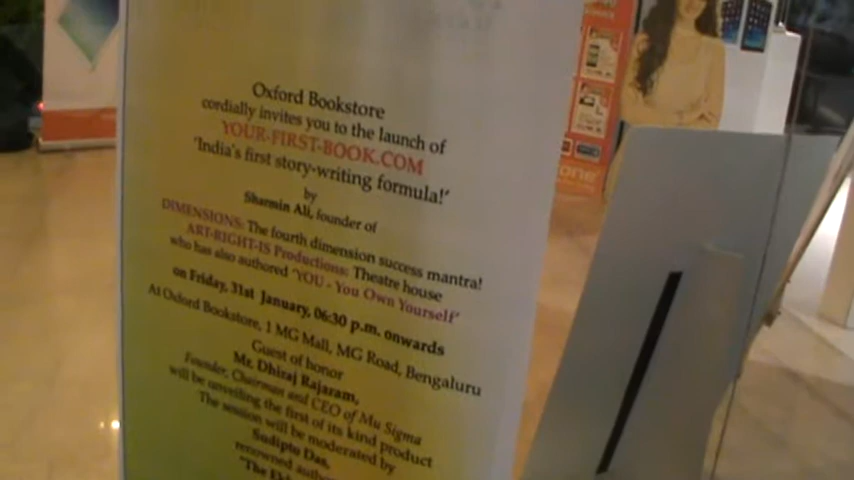 Oxford Bookstore
cordially invites you to the launch of
YOUR-FIRST-BOOK.COM
'India's first story-writing formula!'
by
Sharmin Ali, founder of
DIMENSIONS: The fourth dimension success mantra!
ART-RIGHT-IS Productions: Theatre house
who has also authored 'YOU - You Own Yourself'
on Friday, 31st January, 06:30 p.m. onwards
At Oxford Bookstore, 1 MG Mall, MG Road, Bengaluru
Guest of honor
Mr. Dhiraj Rajaram,
Founder, Chairman and CEO of Mu Sigma
will be unveiling the first of its kind product
The session will be moderated by
Sudipto Das,
renowned
"The